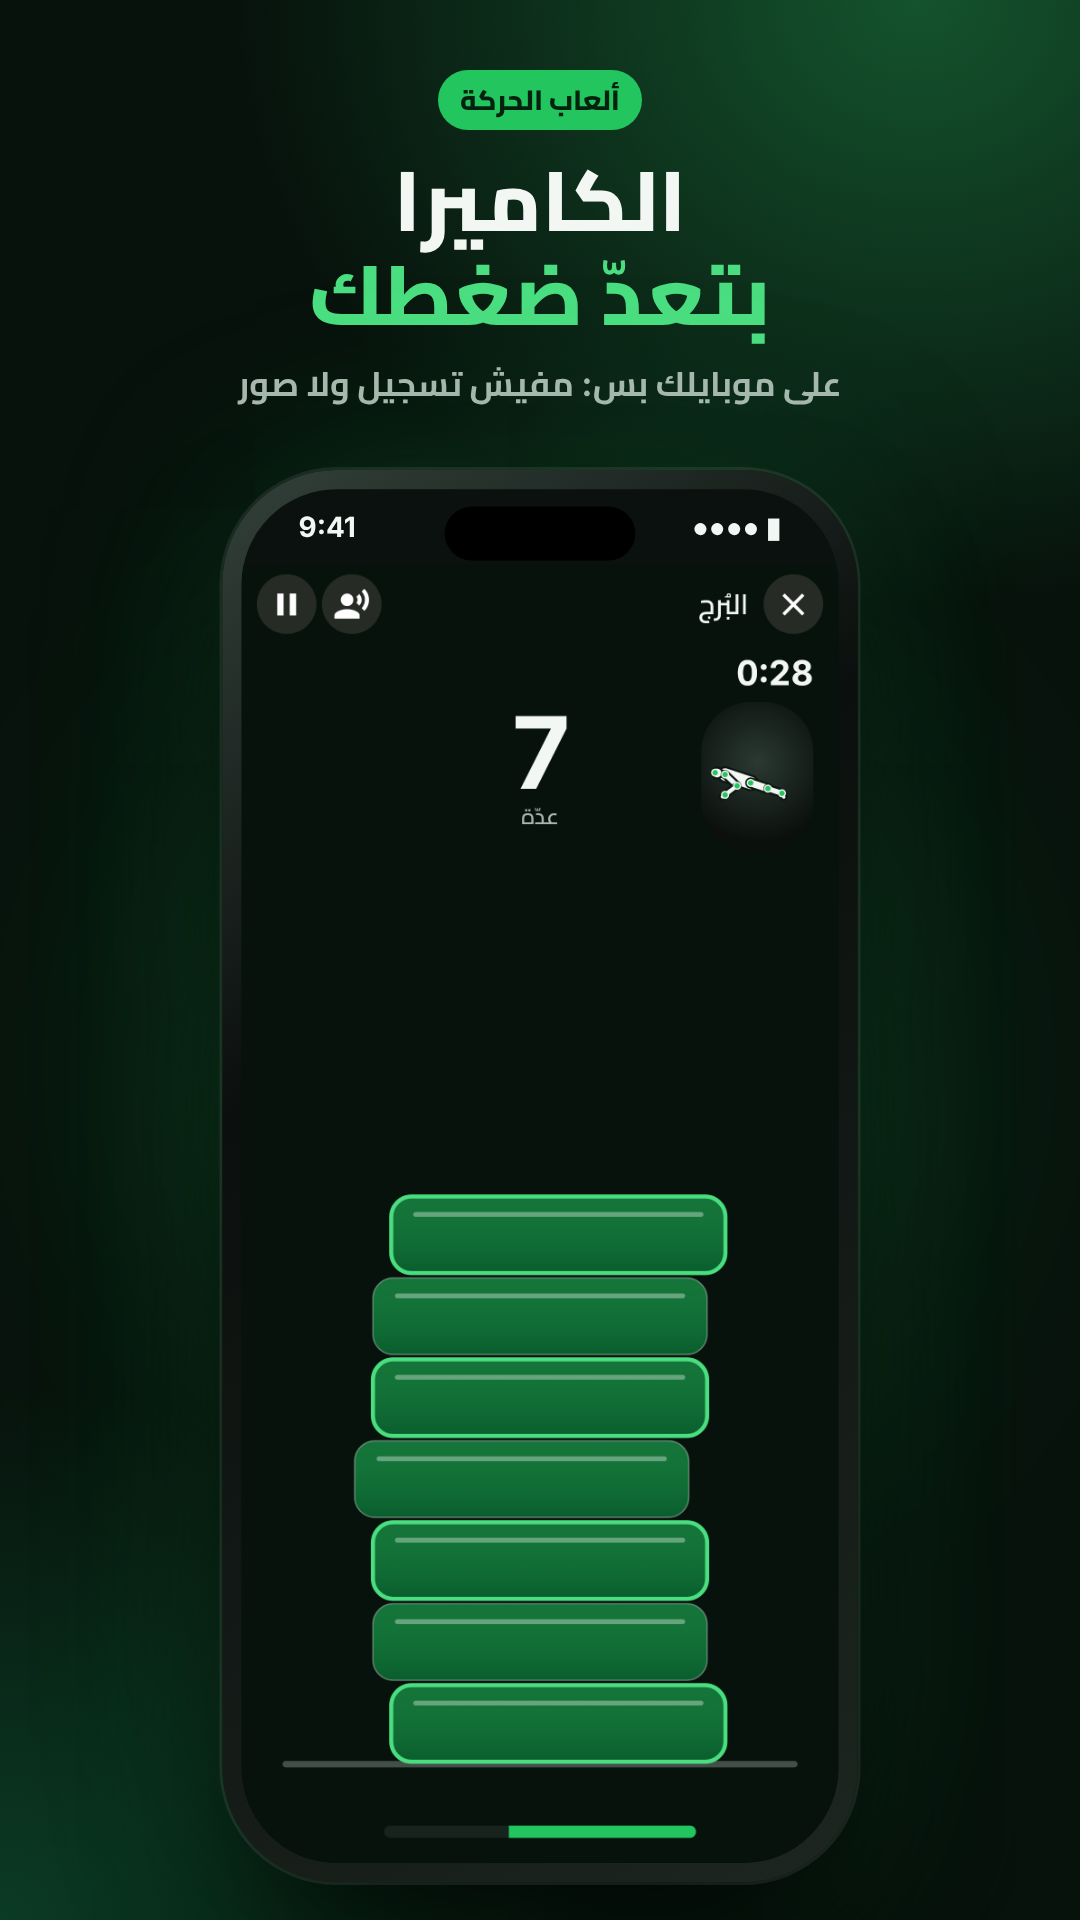 ألعاب الحركة
الكاميرا
بتعدّ ضغطك
على موبايلك بس: مفيش تسجيل ولا صور
9:41
البُرج
0:28
7
عدّة